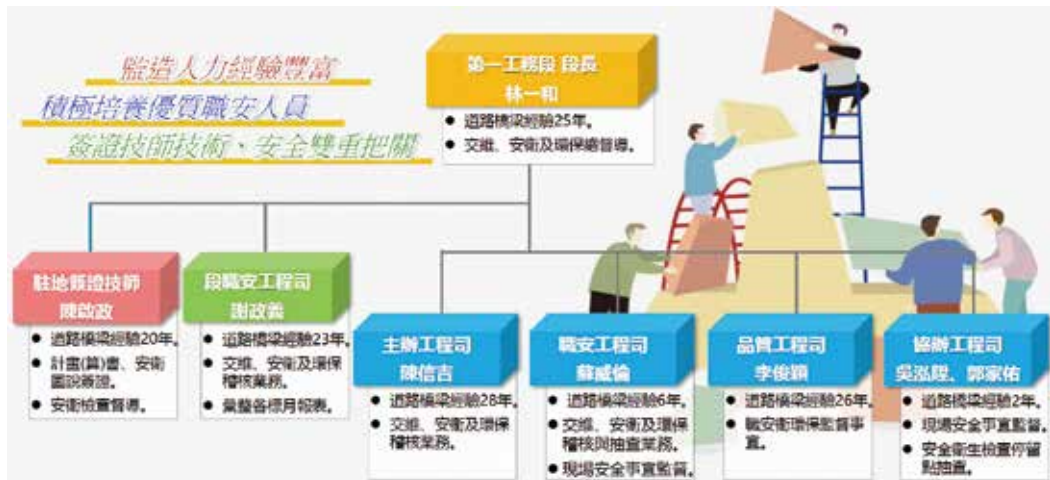 監造人力經驗豐富
積極培養優質職安人員
簽證技師技術、安全雙重把關
第一工務段 段長
林一和
● 道路橋梁經驗25年。
● 交維、安衛及環保總督導。
駐地簽證技師
陳啟政
● 道路橋梁經驗20年。
● 計畫(算)書、安衛
圖說簽證。
● 安衛檢查督導。
段職安工程司
謝政義
● 道路橋梁經驗23年。
● 交維、安衛及環保
稽核業務。
● 彙整各標月報表。
主辦工程司
陳信吉
● 道路橋梁經驗28年。
● 交維、安衛及環保
稽核業務。
職安工程司
蘇威倫
● 道路橋梁經驗6年。
● 交維、安衛及環保
稽核與抽查業務。
● 現場安全事宜監督。
品管工程司
李俊穎
● 道路橋梁經驗26年。
● 職安衛環保監督事
宜。
協辦工程司
吳泓陞、郭家佑
● 道路橋梁經驗2年。
● 現場安全事宜監督。
● 安全衛生檢查停留
點抽查。